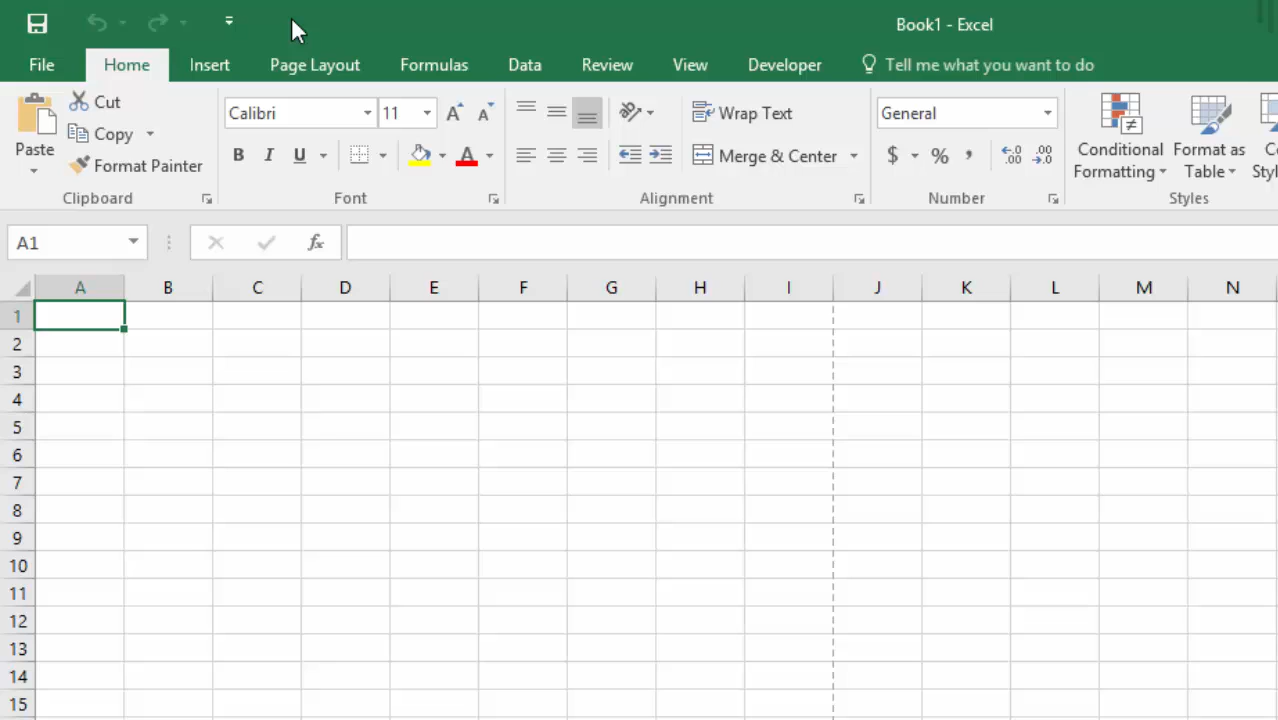 Book1 - Excel
File Home Insert Page Layout Formulas Data Review View Developer Tell me what you want to do
Paste Cut
Copy
Format Painter
Clipboard
Calibri 11
B I U A
Font
Wrap Text
Merge & Center
Alignment
General
$ % , .00 .00
Number
Conditional Formatting
Format as Table
Styles
A1 fx
A B C D E F G H I J K L M N
1
2
3
4
5
6
7
8
9
10
11
12
13
14
15